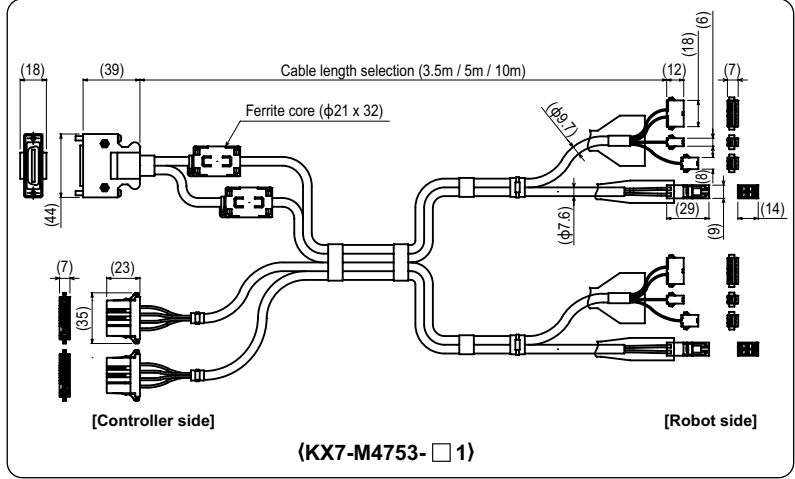 (18)
(39)
Cable length selection (3.5m / 5m / 10m)
(12)
(18)
(6)
(7)
Ferrite core (ϕ21 x 32)
(ϕ9.7)
(44)
(8)
(29)
(9)
(14)
(ϕ7.6)
(7)
(23)
(35)
[Controller side]
[Robot side]
⟨KX7-M4753-□1⟩